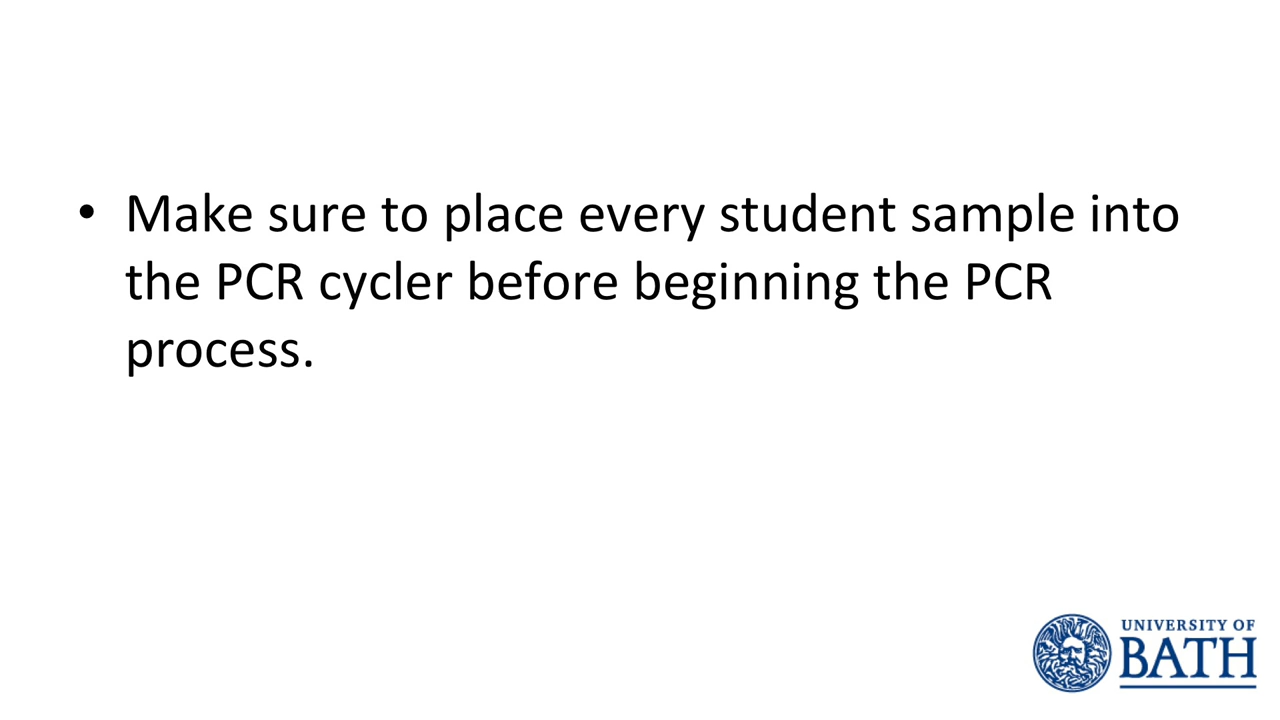 • Make sure to place every student sample into
the PCR cycler before beginning the PCR
process.
UNIVERSITY OF
BATH